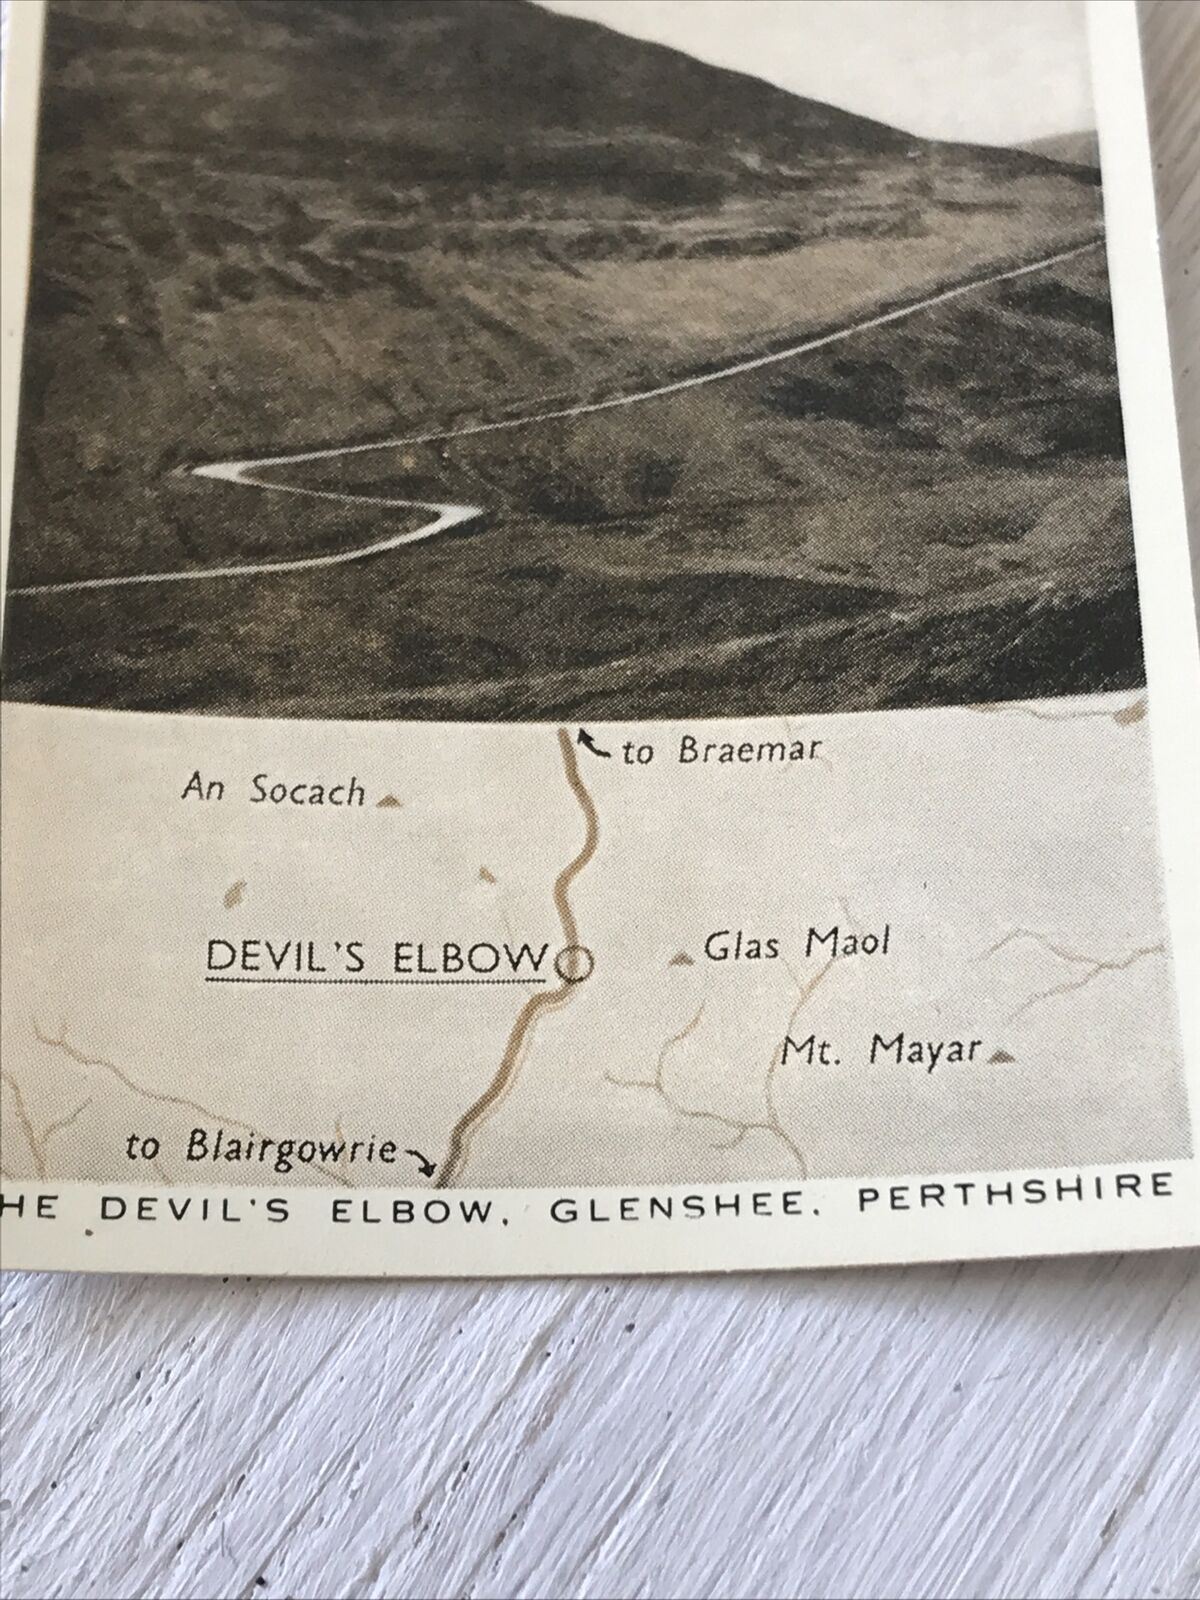 to Braemar
An Socach
DEVIL'S ELBOW
Glas Maol
Mt. Mayar
to Blairgowrie
HE DEVIL'S ELBOW, GLENSHEE, PERTHSHIRE